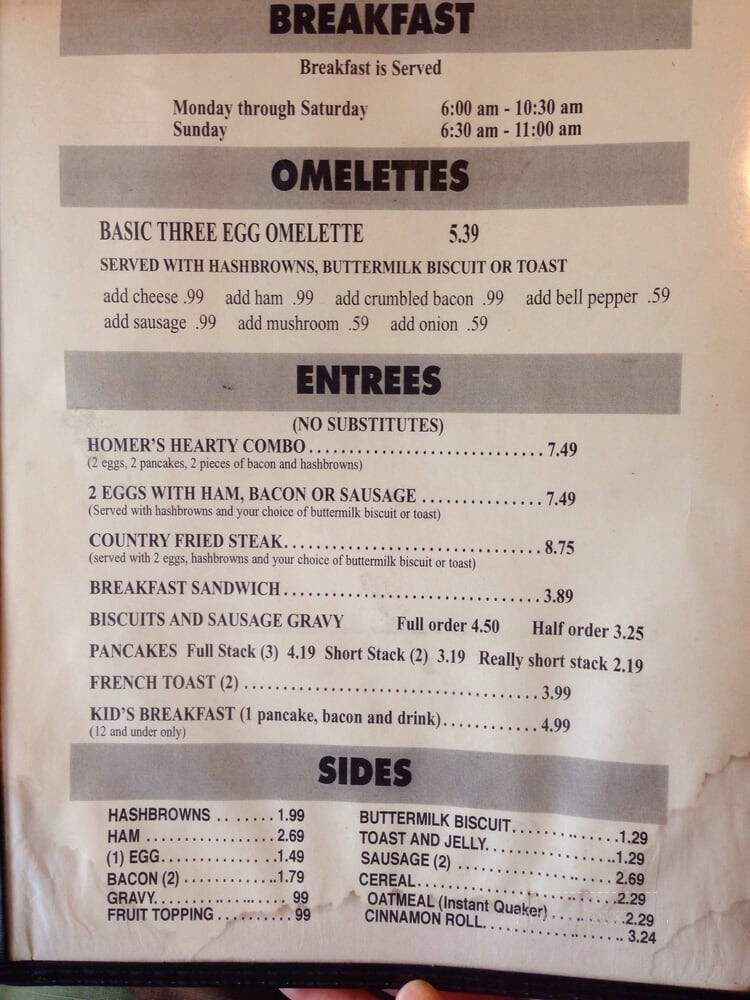 BREAKFAST
Breakfast is Served
Monday through Saturday 6:00 am - 10:30 am
Sunday 6:30 am - 11:00 am
OMELETTES
BASIC THREE EGG OMELETTE 5.39
SERVED WITH HASHBROWNS, BUTTERMILK BISCUIT OR TOAST
add cheese .99 add ham .99 add crumbled bacon .99 add bell pepper .59
add sausage .99 add mushroom .59 add onion .59
ENTREES
(NO SUBSTITUTES)
HOMER'S HEARTY COMBO............................7.49
(2 eggs, 2 pancakes, 2 pieces of bacon and hashbrowns)
2 EGGS WITH HAM, BACON OR SAUSAGE ...............7.49
(Served with hashbrowns and your choice of buttermilk biscuit or toast)
COUNTRY FRIED STEAK...............................8.75
(served with 2 eggs, hashbrowns and your choice of buttermilk biscuit or toast)
BREAKFAST SANDWICH...............................3.89
BISCUITS AND SAUSAGE GRAVY Full order 4.50 Half order 3.25
PANCAKES Full Stack (3) 4.19 Short Stack (2) 3.19 Really short stack 2.19
FRENCH TOAST (2) ...................................3.99
KID'S BREAKFAST (1 pancake, bacon and drink)............4.99
(12 and under only)
SIDES
HASHBROWNS ........1.99
HAM .................2.69
(1) EGG..............1.49
BACON (2) ............1.79
GRAVY................ 99
FRUIT TOPPING ..........99
BUTTERMILK BISCUIT..............1.29
TOAST AND JELLY.................1.29
SAUSAGE (2) ....................2.69
CEREAL.........................2.29
OATMEAL (Instant Quaker) ..........2.29
CINNAMON ROLL................... 3.24